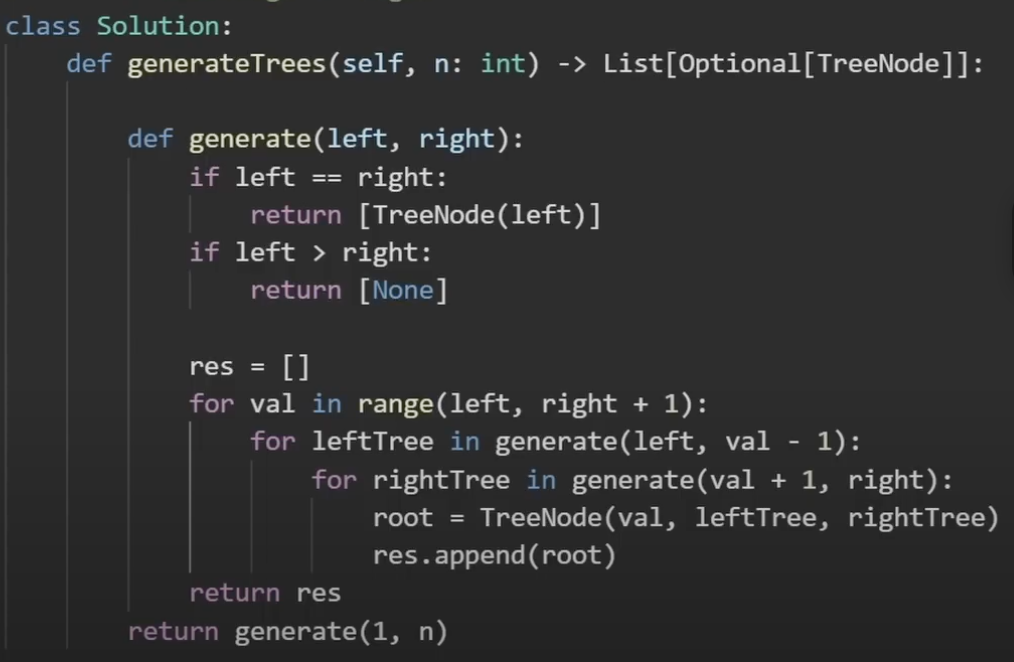 class Solution:
    def generateTrees(self, n: int) -> List[Optional[TreeNode]]:
        def generate(left, right):
            if left == right:
                return [TreeNode(left)]
            if left > right:
                return [None]
            res = []
            for val in range(left, right + 1):
                for leftTree in generate(left, val - 1):
                    for rightTree in generate(val + 1, right):
                        root = TreeNode(val, leftTree, rightTree)
                        res.append(root)
            return res
        return generate(1, n)